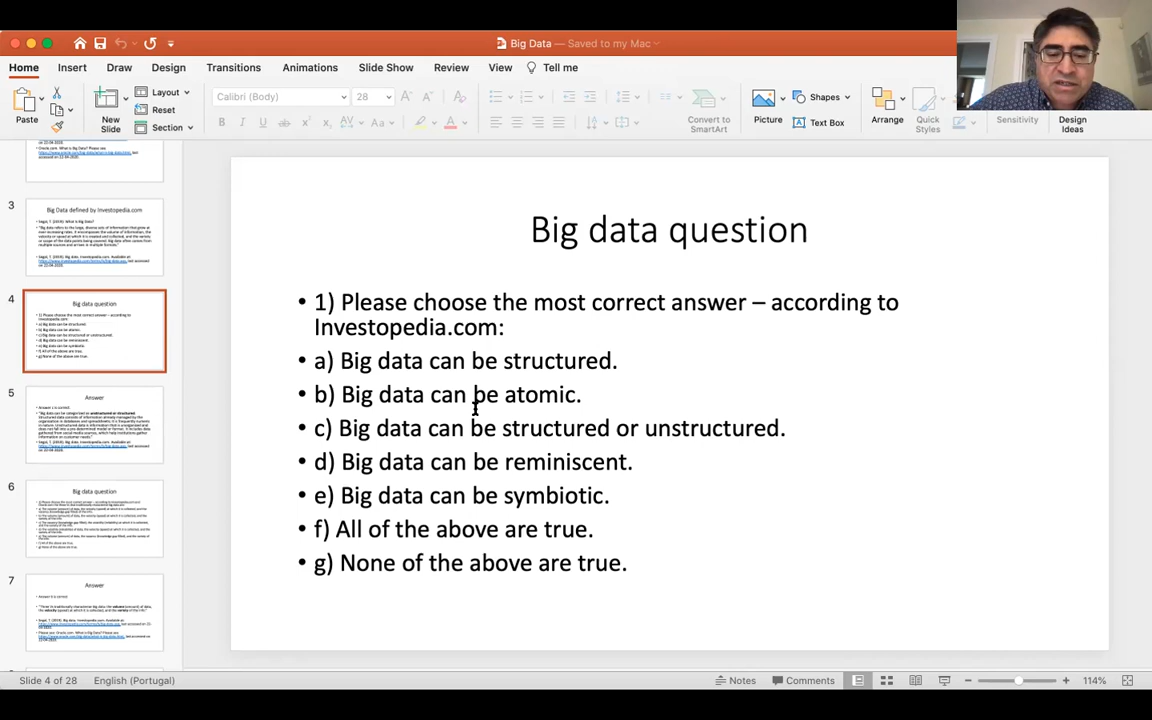 Big Data — Saved to my Mac
Home Insert Draw Design Transitions Animations Slide Show Review View Tell me
Paste
New Slide
Layout
Reset
Section
Calibri (Body) 28
Convert to SmartArt
Picture
Shapes
Text Box
Arrange
Quick Styles
Sensitivity
Design Ideas
3
Big Data defined by Investopedia.com
4
Big data question
5
Answer
6
Big data question
7
Answer
Big data question
• 1) Please choose the most correct answer – according to
Investopedia.com:
• a) Big data can be structured.
• b) Big data can be atomic.
• c) Big data can be structured or unstructured.
• d) Big data can be reminiscent.
• e) Big data can be symbiotic.
• f) All of the above are true.
• g) None of the above are true.
Slide 4 of 28 English (Portugal) Notes Comments 114%